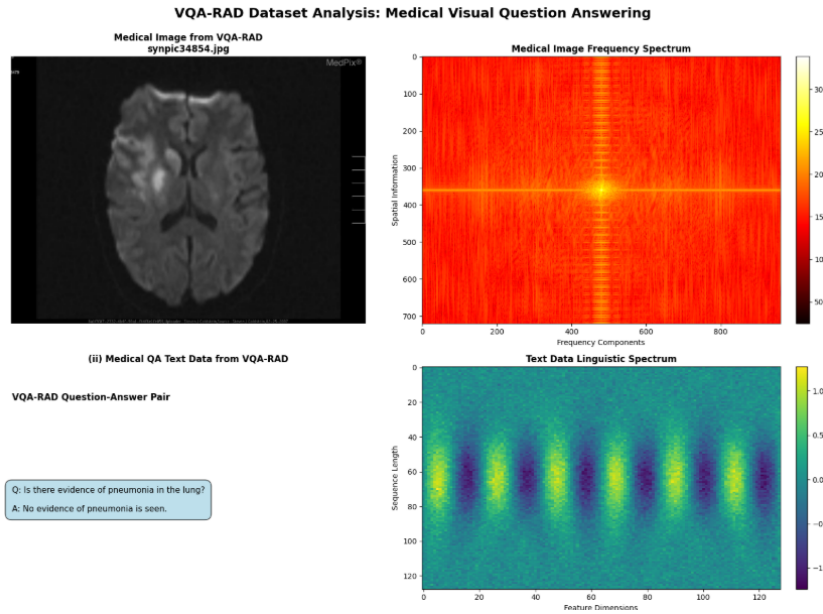 VQA-RAD Dataset Analysis: Medical Visual Question Answering
Medical Image from VQA-RAD
synpic34854.jpg
MedPix®
Medical Image Frequency Spectrum
0
100
200
300
400
500
600
700
Spatial Information
0
200
400
600
800
Frequency Components
30
25
20
15
10
50
(ii) Medical QA Text Data from VQA-RAD
VQA-RAD Question-Answer Pair
Q: Is there evidence of pneumonia in the lung?
A: No evidence of pneumonia is seen.
Text Data Linguistic Spectrum
0
20
40
60
80
100
120
Sequence Length
0
20
40
60
80
100
120
Feature Dimensions
1.0
0.5
0.0
−0.
−1.